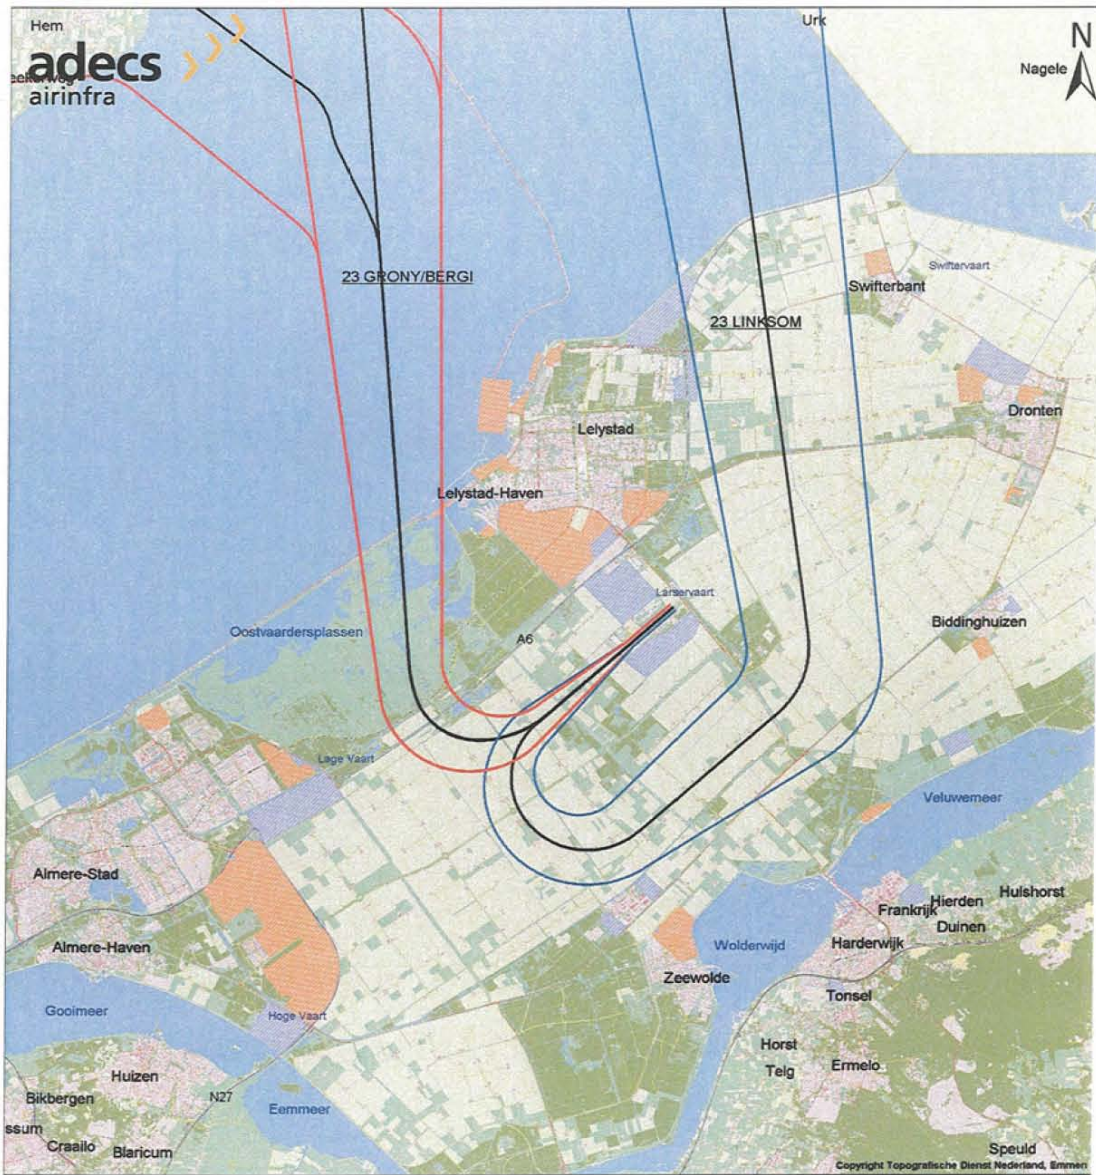 Hem
Urk
N
Nagele
adecs
airinfra
23 GRONY/BERGI
23 LINKSOM
Swifterbant
Swiftervaart
Dronten
Lelystad
Lelystad-Haven
Larservaart
Biddinghuizen
Oostvaardersplassen
A6
Lage Vaart
Veluwemeer
Almere-Stad
Almere-Haven
Frankrijk
Hierden
Hulshorst
Duinen
Harderwijk
Wolderwijd
Zeewolde
Tonsel
Gooimeer
Hoge Vaart
Horst
Telg
Ermelo
Huizen
Bikbergen
N27
Eemmeer
ssum
Craailo
Blaricum
Speuld
Copyright Topografische Dienst Nederland, Emmen